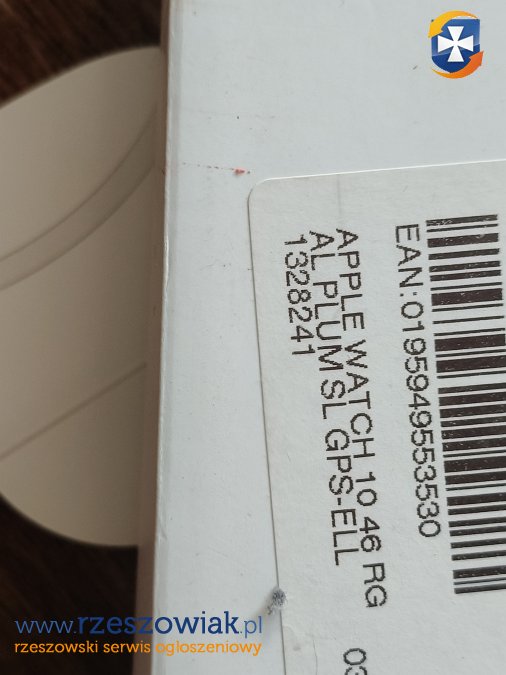 EAN:0195949553530
APPLE WATCH 10 46 RG
AL PLUM SL GPS-ELL
1328241
03
www.rzeszowiak.pl
rzeszowski serwis ogłoszeniowy